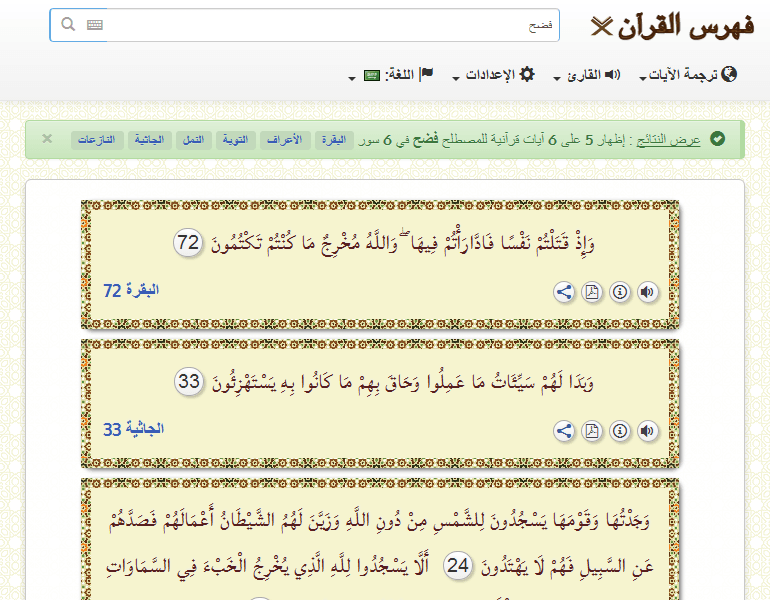 فهرس القرآن
فضح
ترجمة الآيات
القارئ
الإعدادات
اللغة:
عرض النتائج : إظهار 5 على 6 آيات قرآنية للمصطلح فضح في 6 سور البقرة الأعراف التوبة النمل الجاثية النازعات ×
وَإِذْ قَتَلْتُمْ نَفْسًا فَادَّارَأْتُمْ فِيهَا ۖ وَاللَّهُ مُخْرِجٌ مَا كُنْتُمْ تَكْتُمُونَ 72
البقرة 72
وَبَدَا لَهُمْ سَيِّئَاتُ مَا عَمِلُوا وَحَاقَ بِهِمْ مَا كَانُوا بِهِ يَسْتَهْزِئُونَ 33
الجاثية 33
وَجَدْتُهَا وَقَوْمَهَا يَسْجُدُونَ لِلشَّمْسِ مِنْ دُونِ اللَّهِ وَزَيَّنَ لَهُمُ الشَّيْطَانُ أَعْمَالَهُمْ فَصَدَّهُمْ
عَنِ السَّبِيلِ فَهُمْ لَا يَهْتَدُونَ 24 أَلَّا يَسْجُدُوا لِلَّهِ الَّذِي يُخْرِجُ الْخَبْءَ فِي السَّمَاوَاتِ